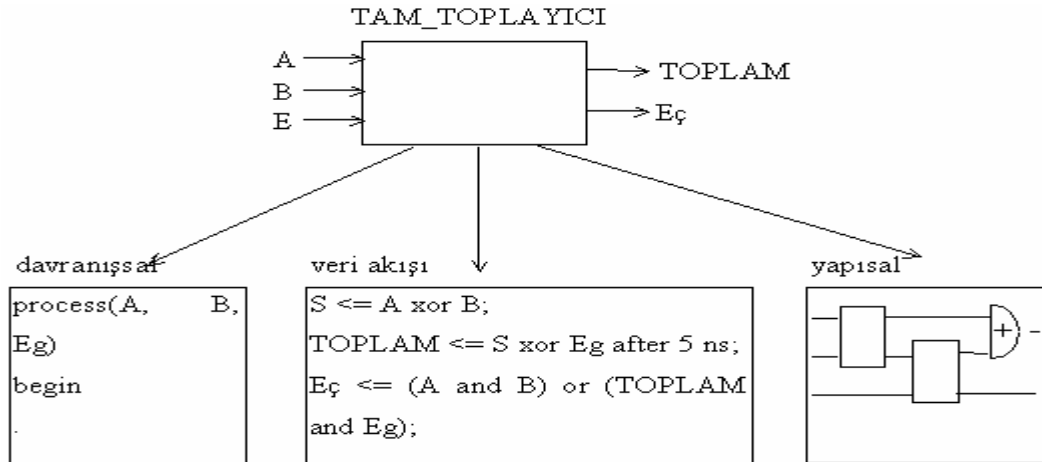 TAM_TOPLAYICI
A
B
E
TOPLAM
Eç
davranışsal
process(A, B,
Eg)
begin
.
veri akışı
S <= A xor B;
TOPLAM <= S xor Eg after 5 ns;
Eç <= (A and B) or (TOPLAM
and Eg);
yapısal
+